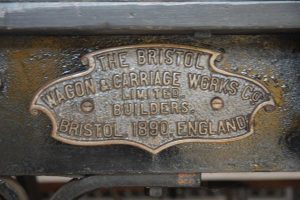 THE BRISTOL
WAGON & CARRIAGE WORKS CO.
LIMITED.
BUILDERS.
BRISTOL, 1890, ENGLAND.